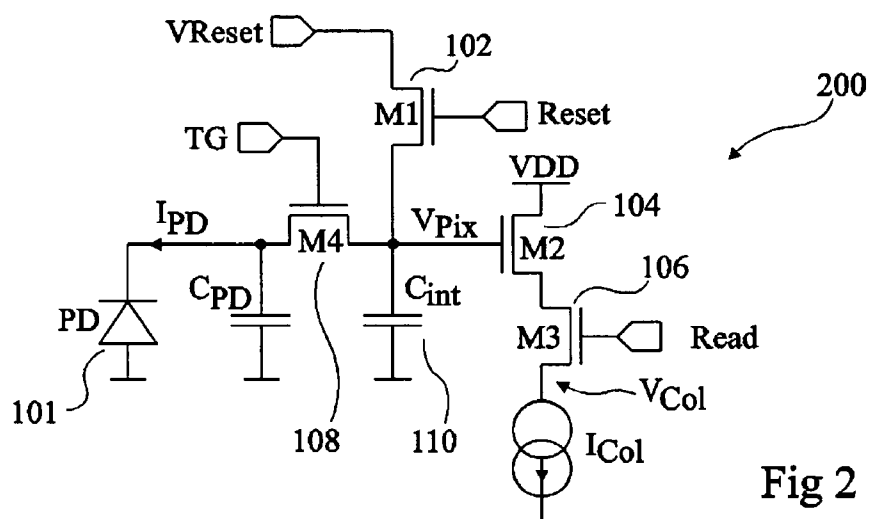 VReset
102
200
M1
Reset
TG
VDD
104
IPD
VPix
M4
M2
106
CPD
Cint
PD
M3
Read
101
VCol
108
110
ICol
Fig 2